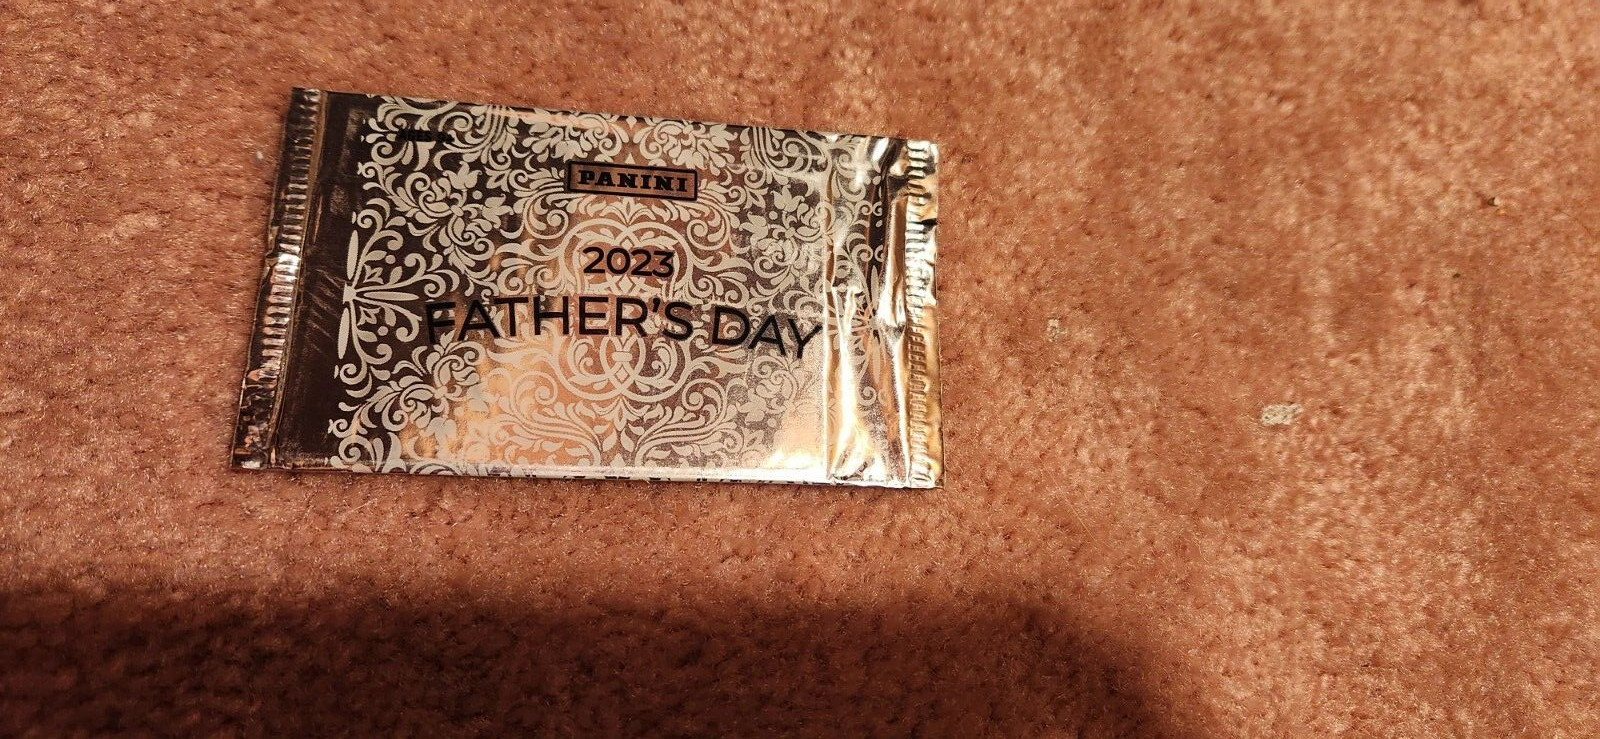 PANINI
2023
FATHER'S DAY